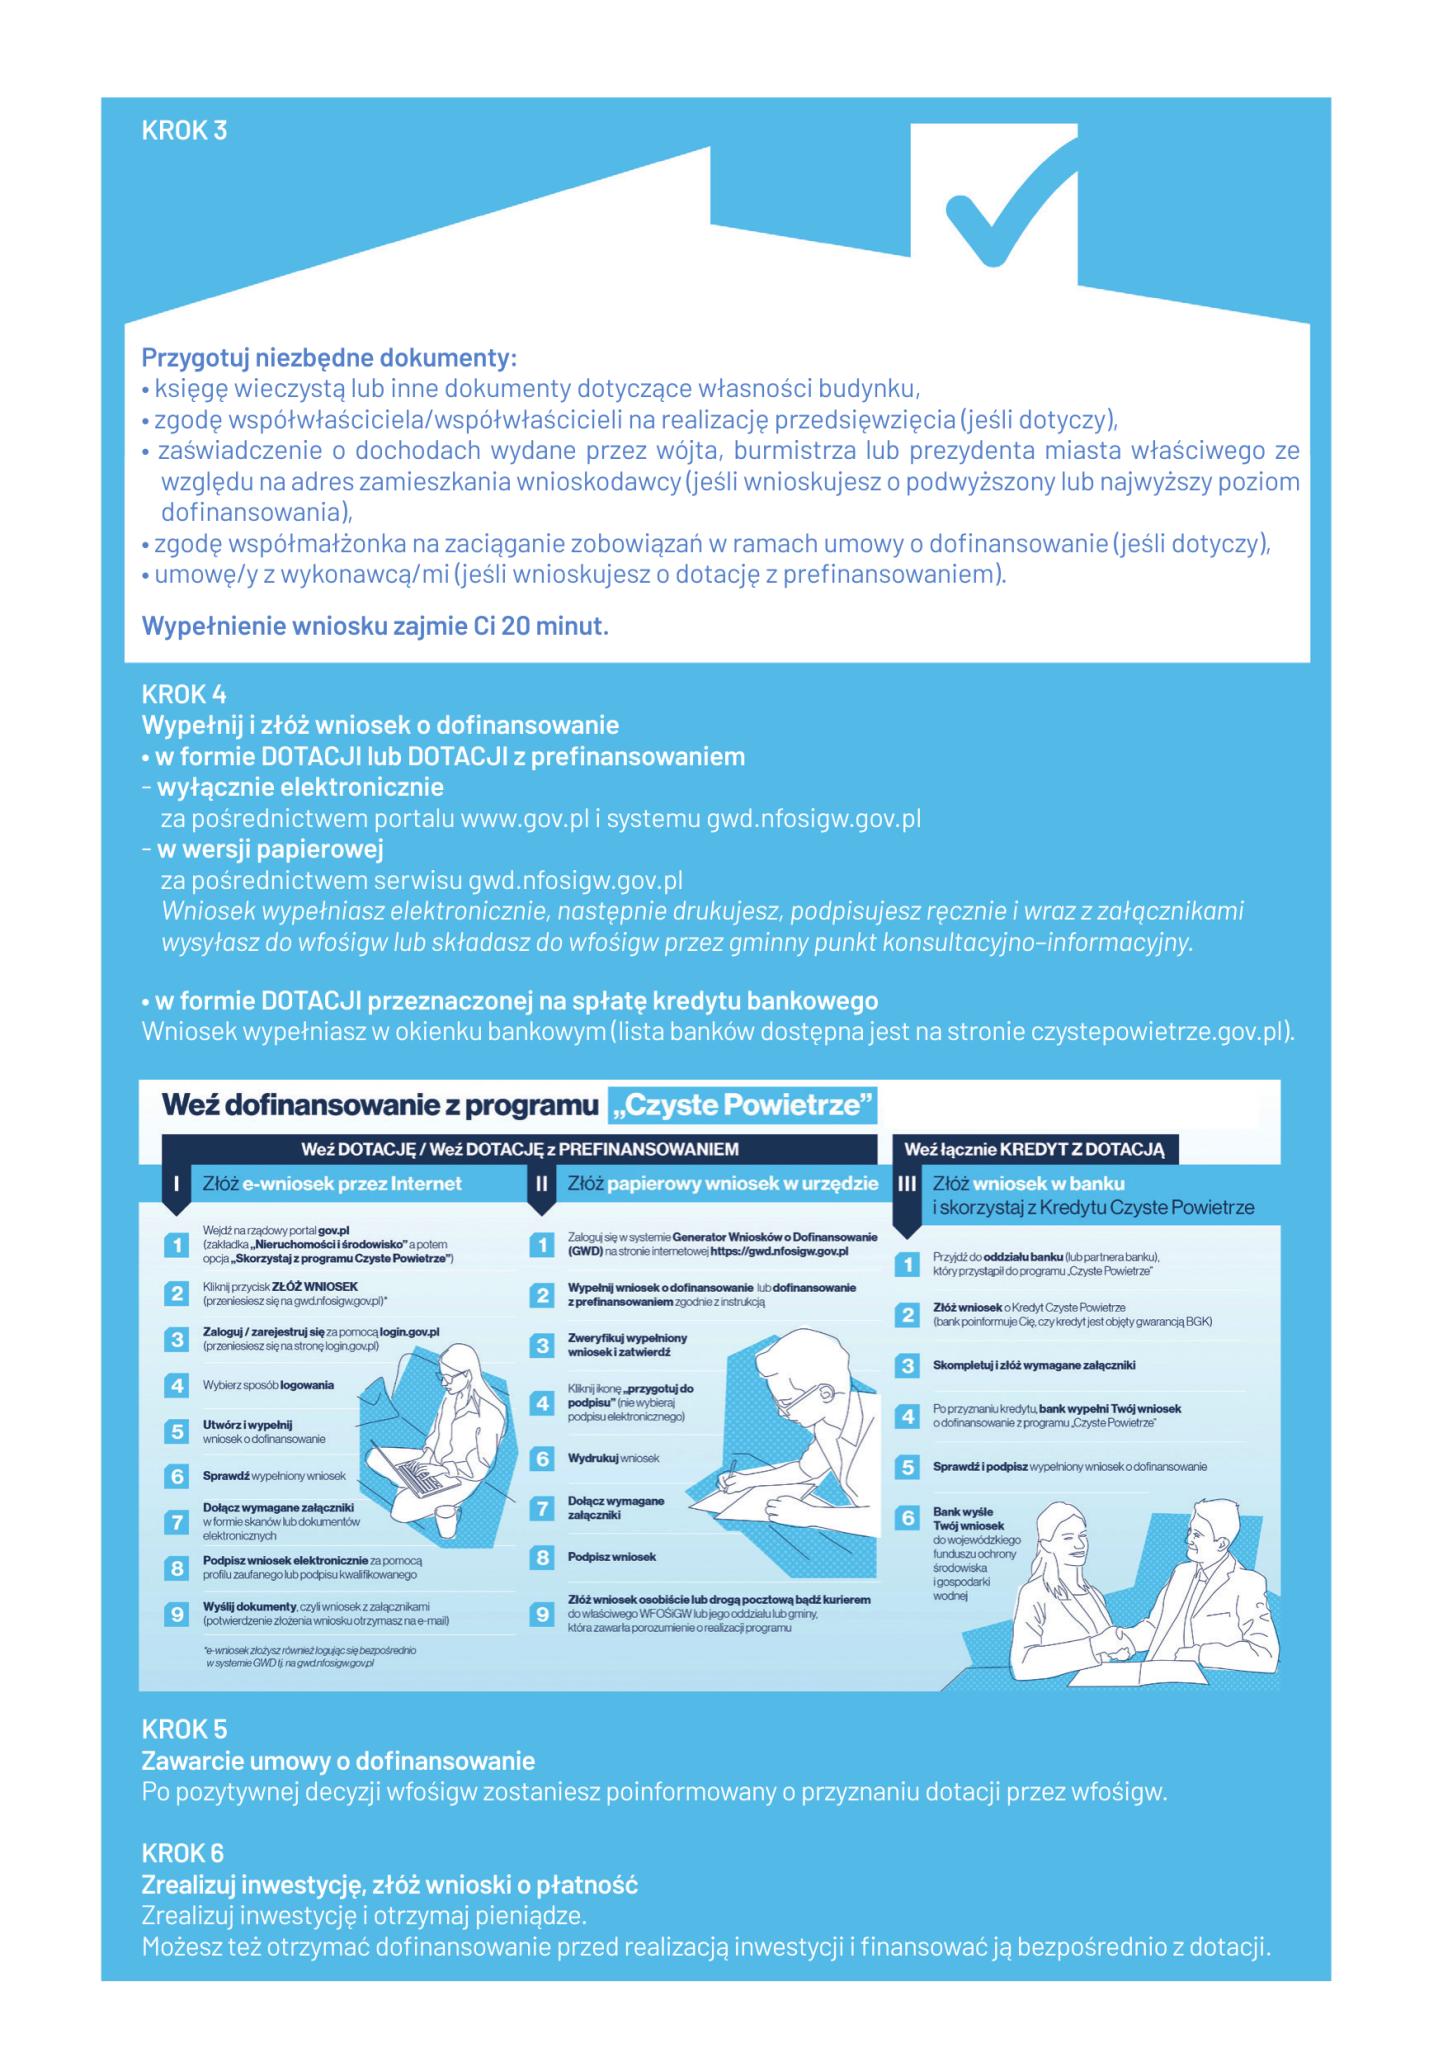 KROK 3
Przygotuj niezbędne dokumenty:
• księgę wieczystą lub inne dokumenty dotyczące własności budynku,
• zgodę współwłaściciela/współwłaścicieli na realizację przedsięwzięcia (jeśli dotyczy),
• zaświadczenie o dochodach wydane przez wójta, burmistrza lub prezydenta miasta właściwego ze
względu na adres zamieszkania wnioskodawcy (jeśli wnioskujesz o podwyższony lub najwyższy poziom
dofinansowania),
• zgodę współmałżonka na zaciąganie zobowiązań w ramach umowy o dofinansowanie (jeśli dotyczy),
• umowę/y z wykonawcą/mi (jeśli wnioskujesz o dotację z prefinansowaniem).
Wypełnienie wniosku zajmie Ci 20 minut.
KROK 4
Wypełnij i złóż wniosek o dofinansowanie
• w formie DOTACJI lub DOTACJI z prefinansowaniem
- wyłącznie elektronicznie
za pośrednictwem portalu www.gov.pl i systemu gwd.nfosigw.gov.pl
- w wersji papierowej
za pośrednictwem serwisu gwd.nfosigw.gov.pl
Wniosek wypełniasz elektronicznie, następnie drukujesz, podpisujesz ręcznie i wraz z załącznikami
wysyłasz do wfośigw lub składasz do wfośigw przez gminny punkt konsultacyjno–informacyjny.
• w formie DOTACJI przeznaczonej na spłatę kredytu bankowego
Wniosek wypełniasz w okienku bankowym (lista banków dostępna jest na stronie czystepowietrze.gov.pl).
Weź dofinansowanie z programu „Czyste Powietrze”
Weź DOTACJĘ / Weź DOTACJĘ z PREFINANSOWANIEM
I Złóż e-wniosek przez Internet
1 Wejdź na rządowy portal gov.pl
(zakładka „Nieruchomości i środowisko” a potem
opcja „Skorzystaj z programu Czyste Powietrze”)
2 Kliknij przycisk ZŁÓŻ WNIOSEK
(przeniesiesz się na gwd.nfosigw.gov.pl)*
3 Zaloguj / zarejestruj się za pomocą login.gov.pl
(przeniesiesz się na stronę login.gov.pl)
4 Wybierz sposób logowania
5 Utwórz i wypełnij
wniosek o dofinansowanie
6 Sprawdź wypełniony wniosek
7 Dołącz wymagane załączniki
w formie skanów lub dokumentów
elektronicznych
8 Podpisz wniosek elektronicznie za pomocą
profilu zaufanego lub podpisu kwalifikowanego
9 Wyślij dokumenty, czyli wniosek z załącznikami
(potwierdzenie złożenia wniosku otrzymasz na e-mail)
*e-wniosek złożysz również logując się bezpośrednio
w systemie GWD tj. na gwd.nfosigw.gov.pl
II Złóż papierowy wniosek w urzędzie
1 Zaloguj się w systemie Generator Wniosków o Dofinansowanie
(GWD) na stronie internetowej https://gwd.nfosigw.gov.pl
2 Wypełnij wniosek o dofinansowanie lub dofinansowanie
z prefinansowaniem zgodnie z instrukcją
3 Zweryfikuj wypełniony
wniosek i zatwierdź
4 Kliknij ikonę „przygotuj do
podpisu” (nie wybieraj
podpisu elektronicznego)
6 Wydrukuj wniosek
7 Dołącz wymagane
załączniki
8 Podpisz wniosek
9 Złóż wniosek osobiście lub drogą pocztową bądź kurierem
do właściwego WFOŚiGW lub jego oddziału lub gminy,
która zawarła porozumienie o realizacji programu
Weź łącznie KREDYT Z DOTACJĄ
III Złóż wniosek w banku
i skorzystaj z Kredytu Czyste Powietrze
1 Przyjdź do oddziału banku (lub partnera banku),
który przystąpił do programu „Czyste Powietrze”
2 Złóż wniosek o Kredyt Czyste Powietrze
(bank poinformuje Cię, czy kredyt jest objęty gwarancją BGK)
3 Skompletuj i złóż wymagane załączniki
4 Po przyznaniu kredytu, bank wypełni Twój wniosek
o dofinansowanie z programu „Czyste Powietrze”
5 Sprawdź i podpisz wypełniony wniosek o dofinansowanie
6 Bank wyśle
Twój wniosek
do wojewódzkiego
funduszu ochrony
środowiska
i gospodarki
wodnej
KROK 5
Zawarcie umowy o dofinansowanie
Po pozytywnej decyzji wfośigw zostaniesz poinformowany o przyznaniu dotacji przez wfośigw.
KROK 6
Zrealizuj inwestycję, złóż wnioski o płatność
Zrealizuj inwestycję i otrzymaj pieniądze.
Możesz też otrzymać dofinansowanie przed realizacją inwestycji i finansować ją bezpośrednio z dotacji.